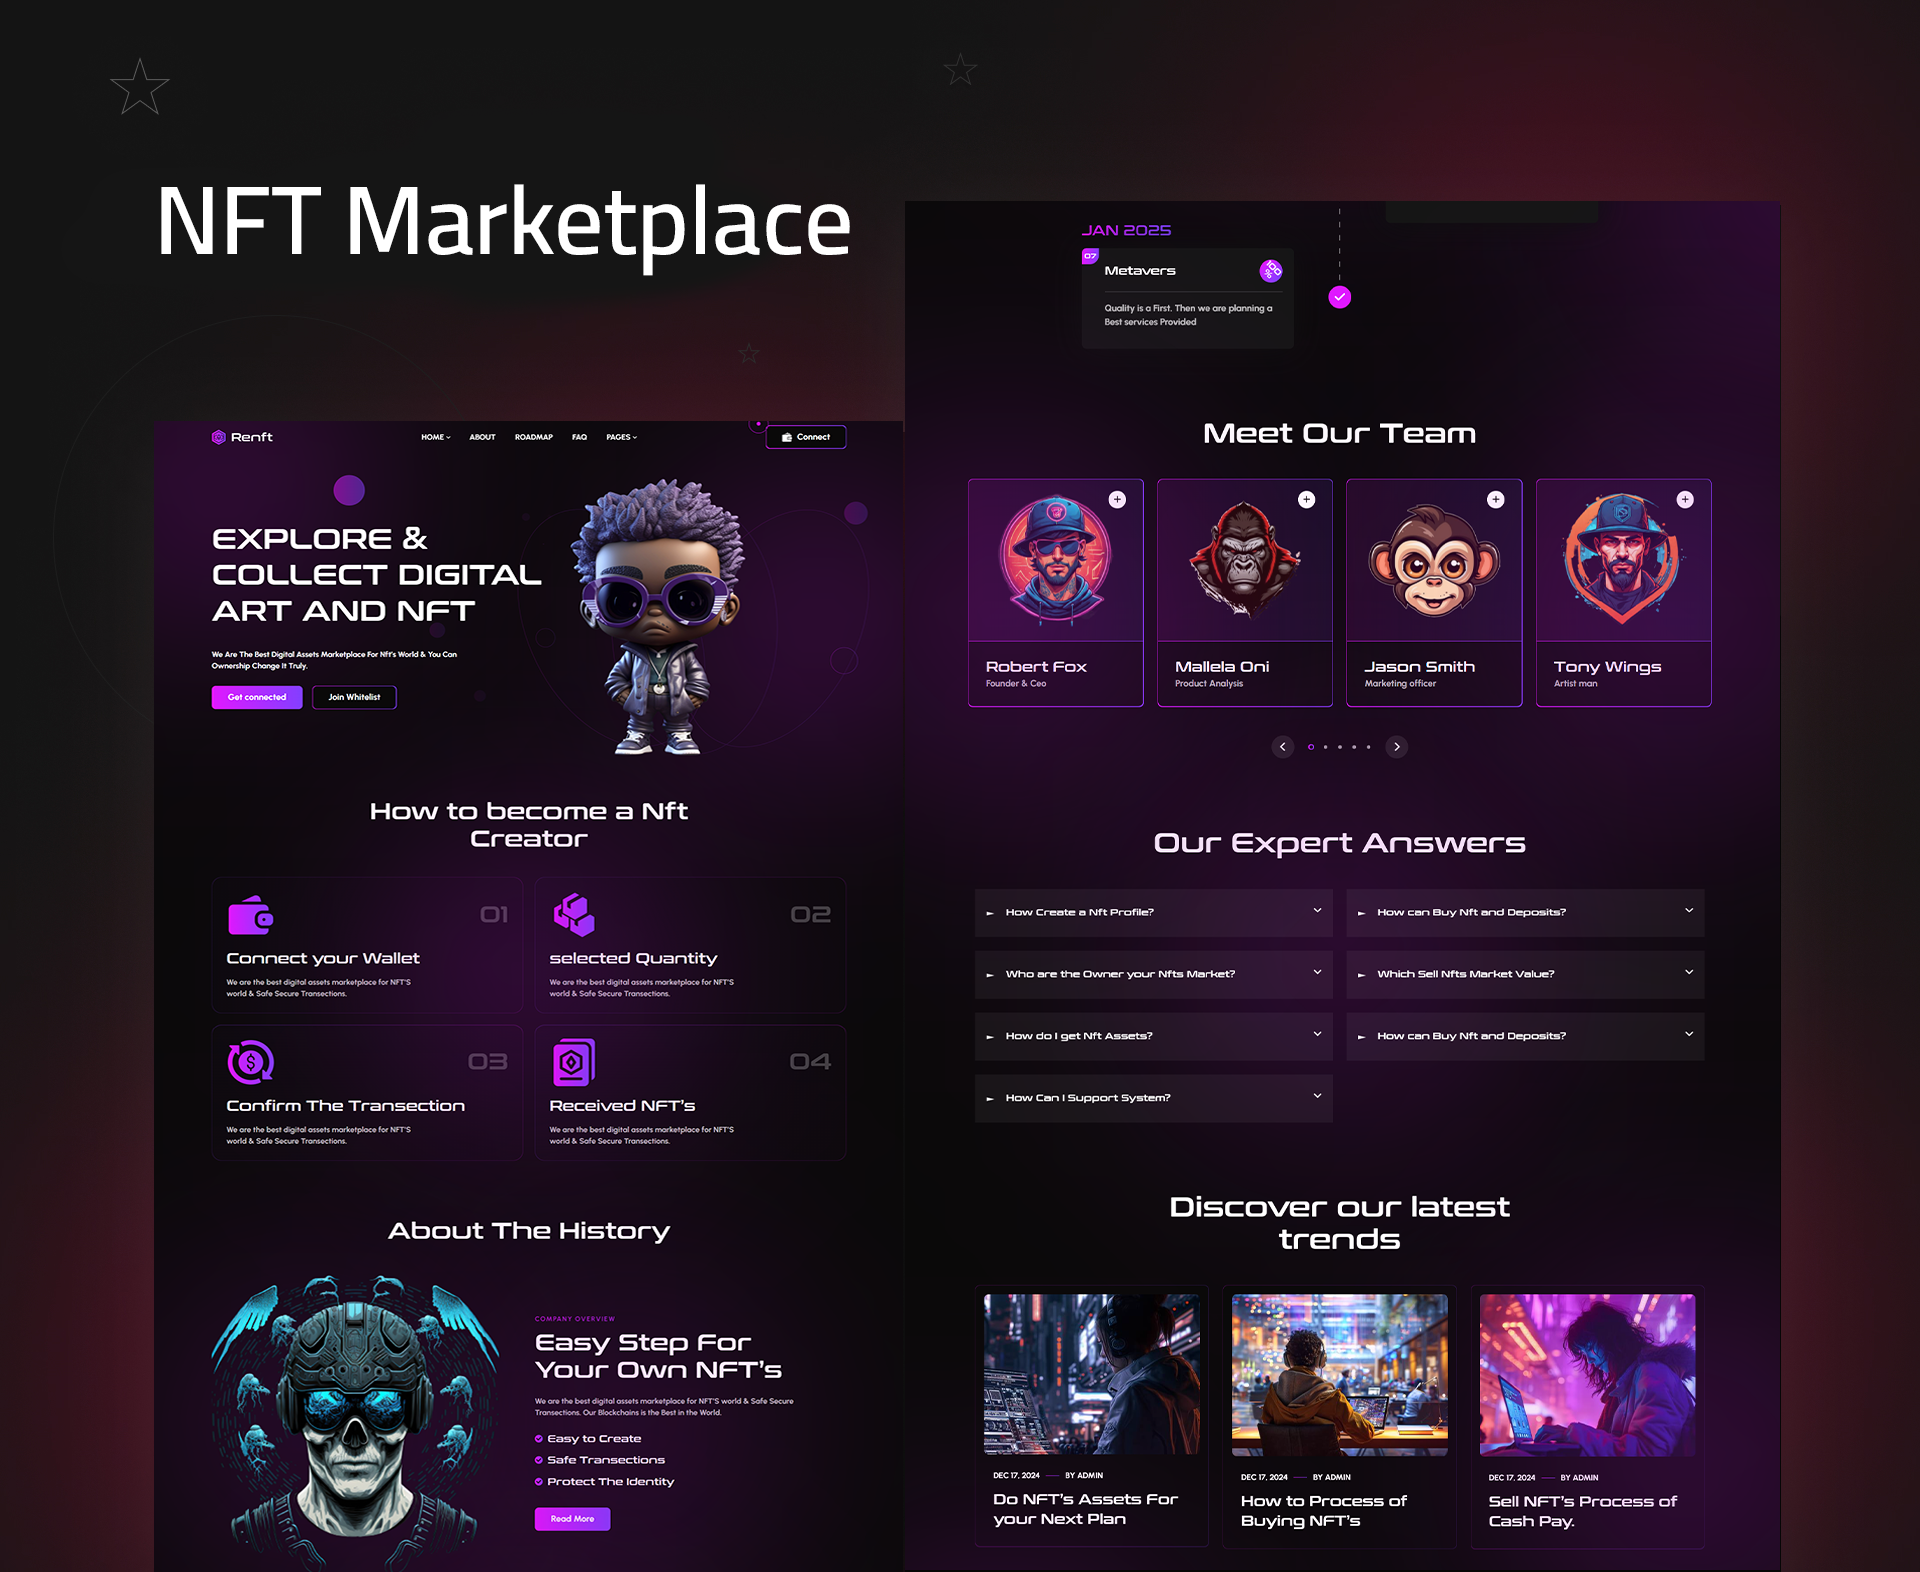 NFT Marketplace
Renft
HOME
ABOUT
ROADMAP
FAQ
PAGES
Connect
EXPLORE &
COLLECT DIGITAL
ART AND NFT
We Are The Best Digital Assets Marketplace For Nft's World & You Can
Ownership Change It Truly.
Get connected
Join Whitelist
How to become a Nft
Creator
01
Connect your Wallet
We are the best digital assets marketplace for NFT'S
world & Safe Secure Transections.
02
selected Quantity
We are the best digital assets marketplace for NFT'S
world & Safe Secure Transections.
03
Confirm The Transection
We are the best digital assets marketplace for NFT'S
world & Safe Secure Transections.
04
Received NFT's
We are the best digital assets marketplace for NFT'S
world & Safe Secure Transections.
About The History
COMPANY OVERVIEW
Easy Step For
Your Own NFT's
We are the best digital assets marketplace for NFT'S world & Safe Secure
Transections. Our Blockchains is the Best in the World.
Easy to Create
Safe Transections
Protect The Identity
Read More
JAN 2025
07
Metavers
100
%
Quality is a First. Then we are planning a
Best services Provided
Meet Our Team
Robert Fox
Founder & Ceo
Mallela Oni
Product Analysis
Jason Smith
Marketing officer
Tony Wings
Artist man
Our Expert Answers
How Create a Nft Profile?
How can Buy Nft and Deposits?
Who are the Owner your Nfts Market?
Which Sell Nfts Market Value?
How do I get Nft Assets?
How can Buy Nft and Deposits?
How Can I Support System?
Discover our latest
trends
DEC 17, 2024
BY ADMIN
Do NFT's Assets For
your Next Plan
DEC 17, 2024
BY ADMIN
How to Process of
Buying NFT's
DEC 17, 2024
BY ADMIN
Sell NFT's Process of
Cash Pay.